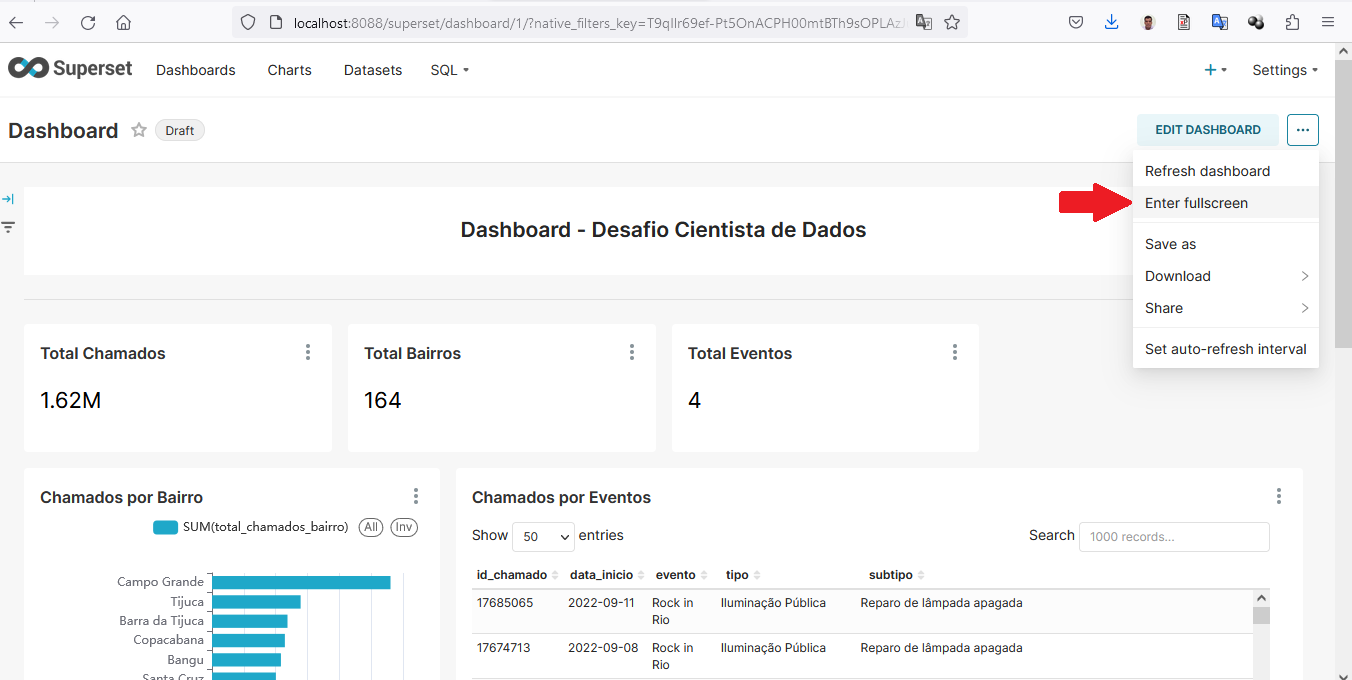 localhost:8088/superset/dashboard/1/?native_filters_key=T9qIIr69ef-Pt5OnACPH00mtBTh9sOPLAz
Superset Dashboards Charts Datasets SQL + Settings
Dashboard Draft EDIT DASHBOARD ...
Refresh dashboard
Enter fullscreen
Save as
Download
Share
Set auto-refresh interval
Dashboard - Desafio Cientista de Dados
Total Chamados
1.62M
Total Bairros
164
Total Eventos
4
Chamados por Bairro
SUM(total_chamados_bairro) All Inv
Campo Grande
Tijuca
Barra da Tijuca
Copacabana
Bangu
Santa Cruz
Chamados por Eventos
Show 50 entries Search 1000 records...
id_chamado data_inicio evento tipo subtipo
17685065 2022-09-11 Rock in Rio Iluminação Pública Reparo de lâmpada apagada
17674713 2022-09-08 Rock in Rio Iluminação Pública Reparo de lâmpada apagada